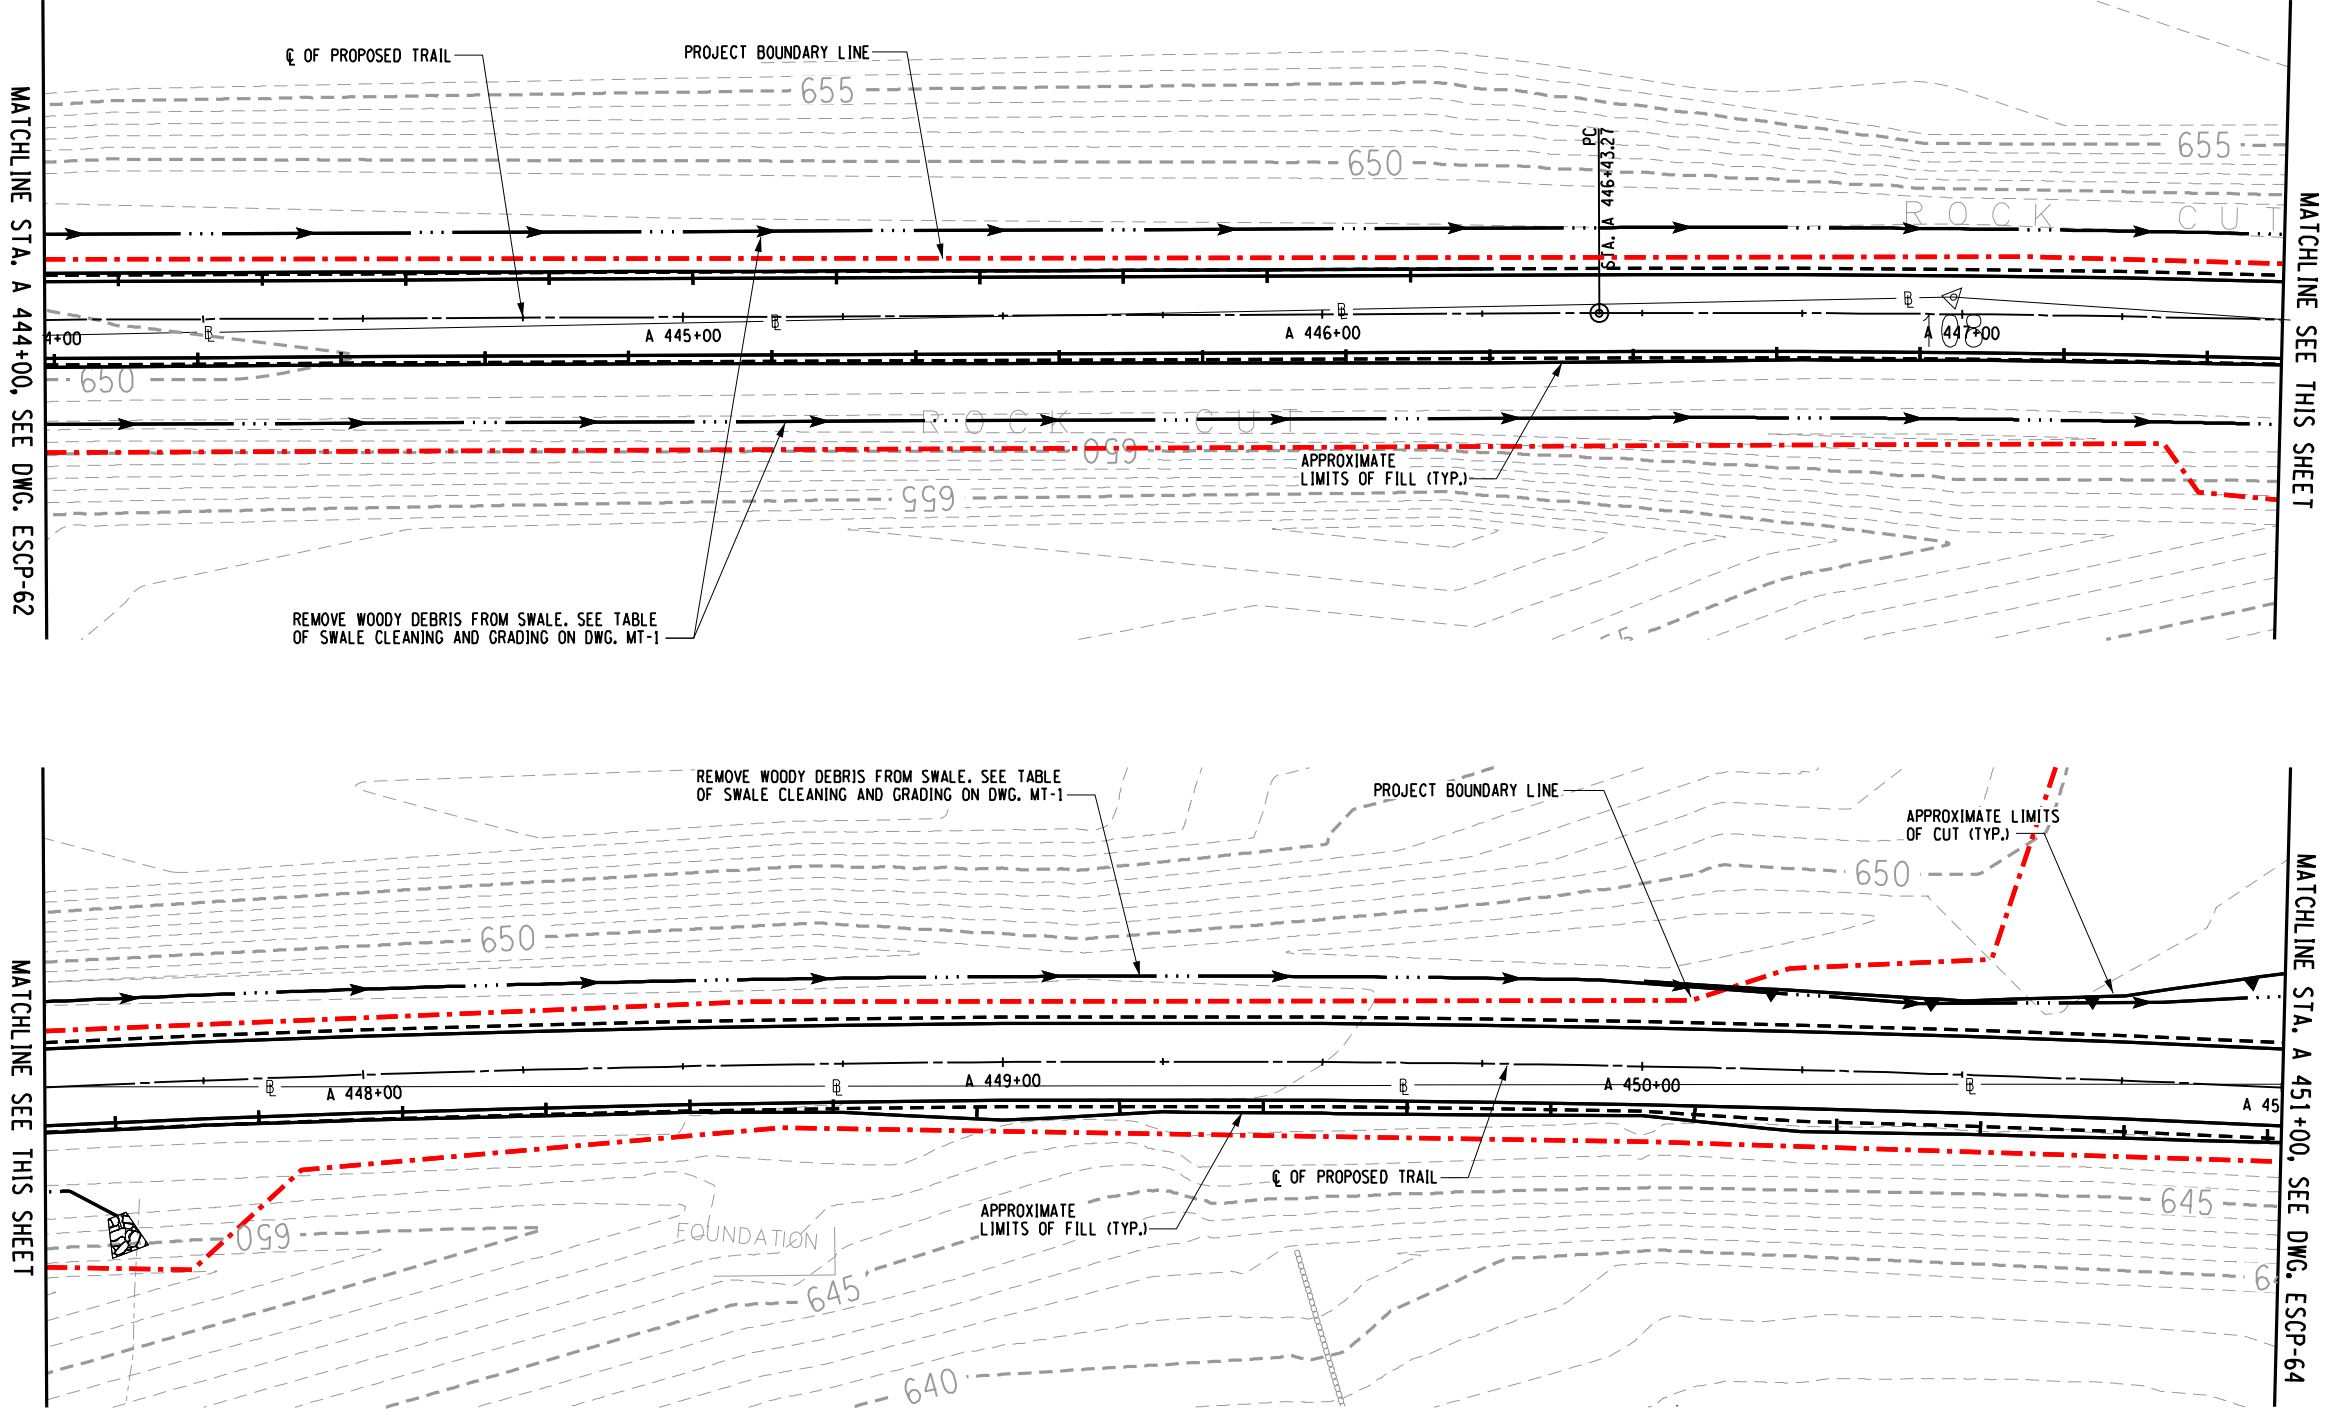 ℄ OF PROPOSED TRAIL
PROJECT BOUNDARY LINE
655
650
655
PC
STA. A 446+43.27
ROCK CUT
MATCHLINE STA. A 444+00, SEE DWG. ESCP-62
MATCHLINE SEE THIS SHEET
4+00
A 445+00
A 446+00
A 447+00
108
650
ROCK CUT
650
655
APPROXIMATE
LIMITS OF FILL (TYP.)
REMOVE WOODY DEBRIS FROM SWALE. SEE TABLE
OF SWALE CLEANING AND GRADING ON DWG. MT-1
REMOVE WOODY DEBRIS FROM SWALE. SEE TABLE
OF SWALE CLEANING AND GRADING ON DWG. MT-1
PROJECT BOUNDARY LINE
APPROXIMATE LIMITS
OF CUT (TYP.)
650
650
MATCHLINE SEE THIS SHEET
MATCHLINE STA. A 451+00, SEE DWG. ESCP-64
A 448+00
A 449+00
A 450+00
A 45
℄ OF PROPOSED TRAIL
APPROXIMATE
LIMITS OF FILL (TYP.)
650
FOUNDATION
645
645
640